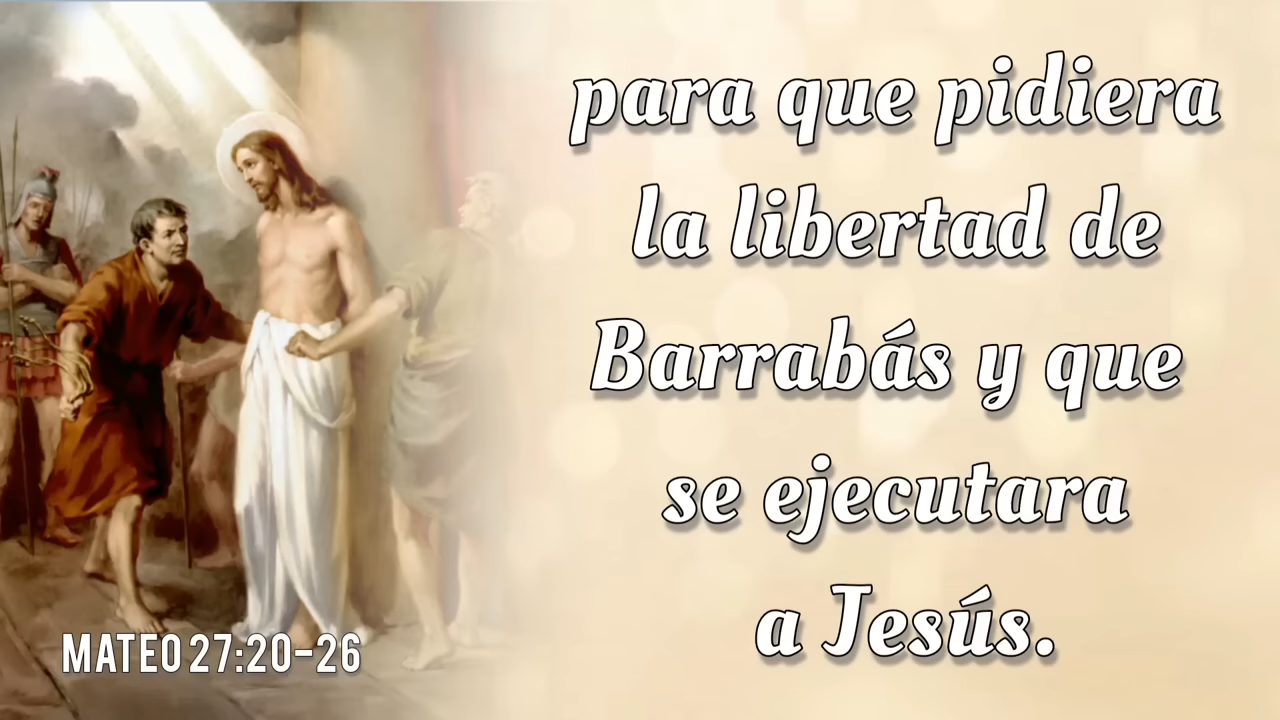 para que pidiera
la libertad de
Barrabás y que
se ejecutara
a Jesús.
MATEO 27:20-26